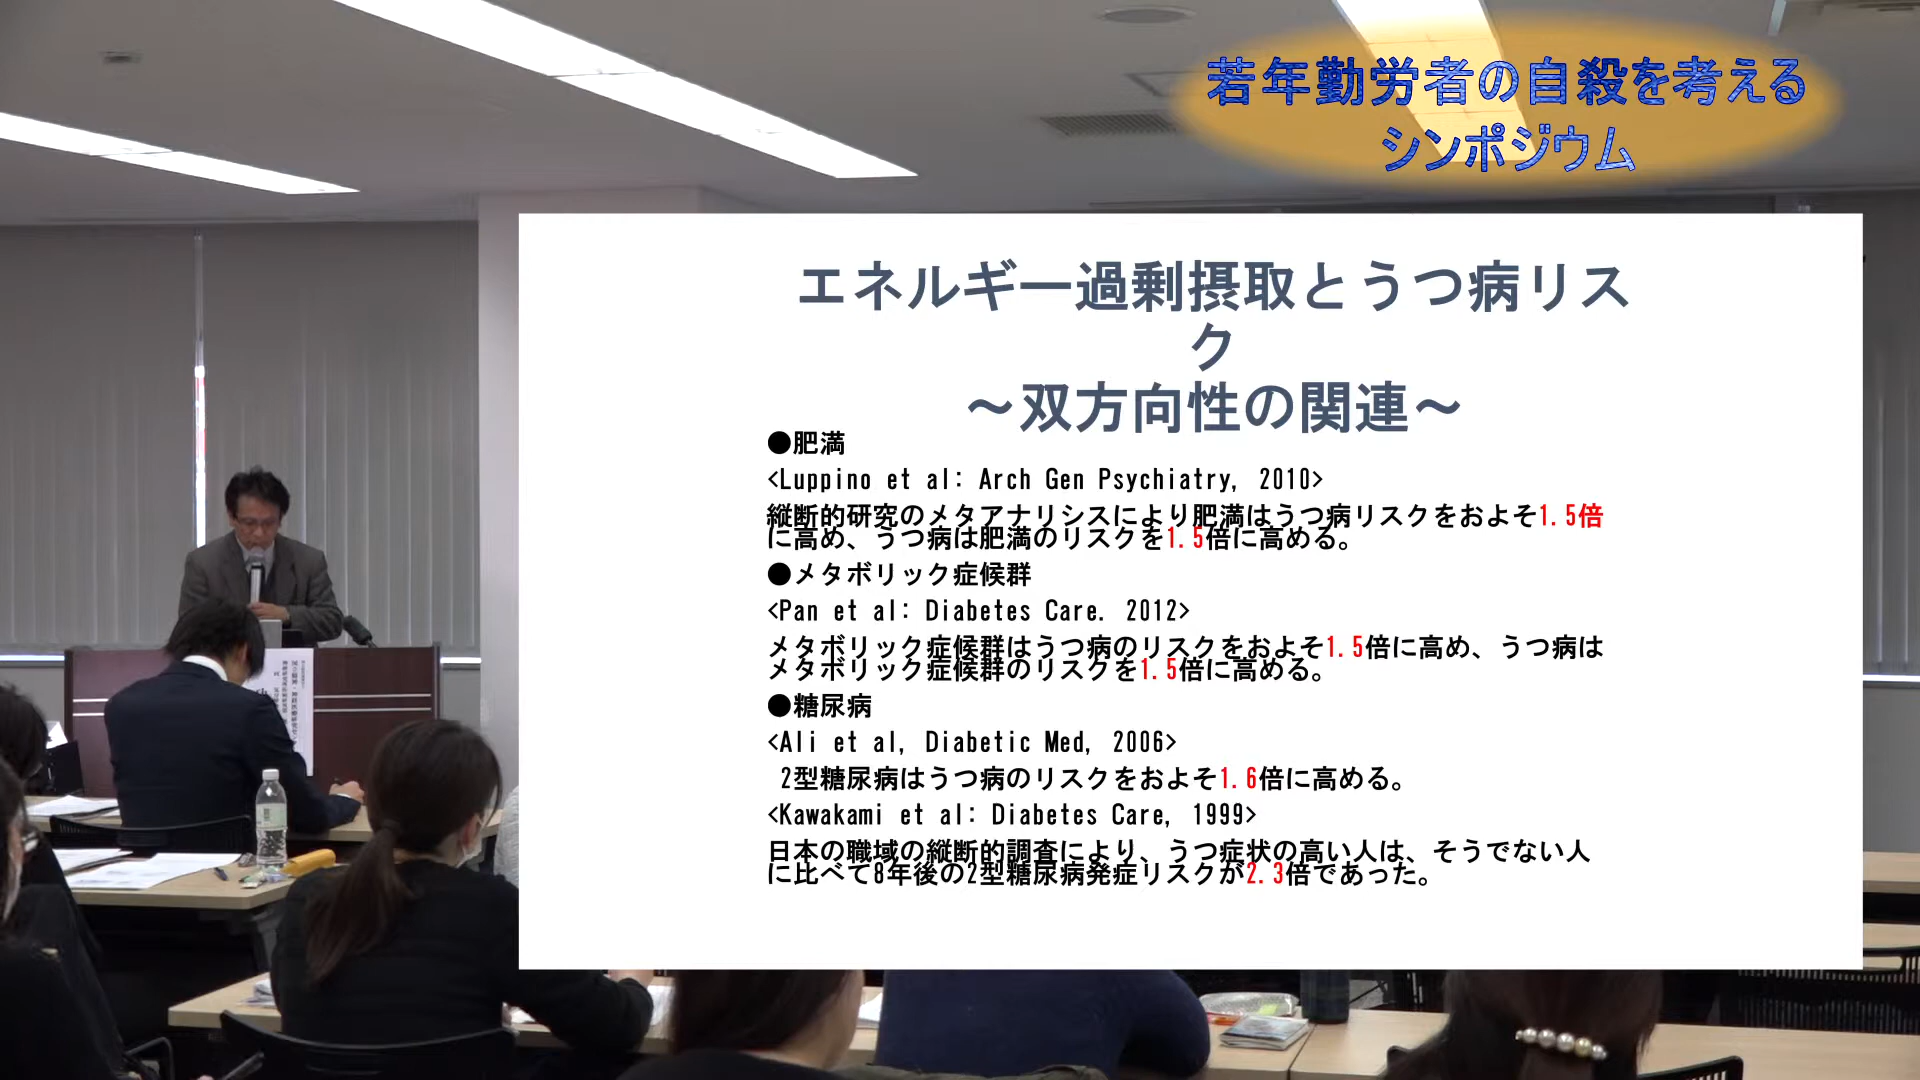 若年勤労者の自殺を考える
シンポジウム
エネルギー過剰摂取とうつ病リス
ク
～双方向性の関連～
●肥満
<Luppino et al: Arch Gen Psychiatry, 2010>
縦断的研究のメタアナリシスにより肥満はうつ病リスクをおよそ1.5倍
に高め、うつ病は肥満のリスクを1.5倍に高める。
●メタボリック症候群
<Pan et al: Diabetes Care. 2012>
メタボリック症候群はうつ病のリスクをおよそ1.5倍に高め、うつ病は
メタボリック症候群のリスクを1.5倍に高める。
●糖尿病
<Ali et al, Diabetic Med, 2006>
2型糖尿病はうつ病のリスクをおよそ1.6倍に高める。
<Kawakami et al: Diabetes Care, 1999>
日本の職域の縦断的調査により、うつ症状の高い人は、そうでない人
に比べて8年後の2型糖尿病発症リスクが2.3倍であった。